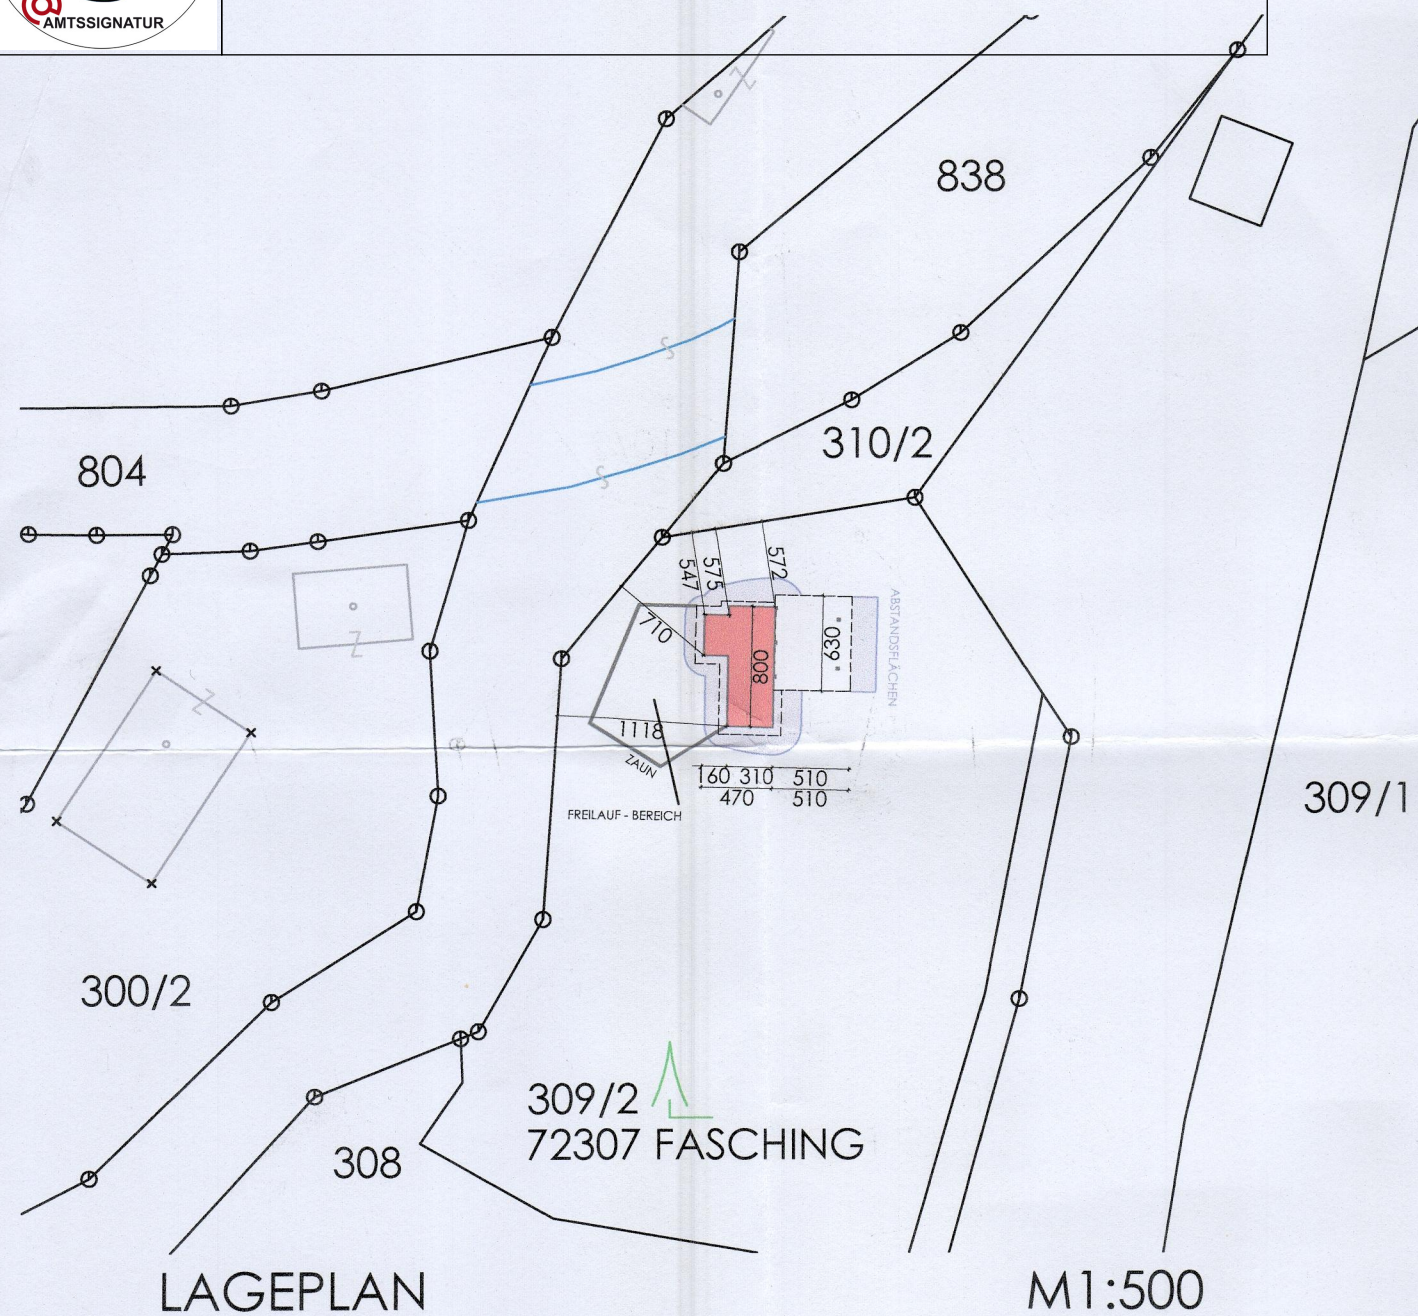 AMTSSIGNATUR
838
310/2
804
547
575
572
710
800
630
ABSTANDSFLÄCHEN
1118
ZAUN
160 310 510
470 510
FREILAUF - BEREICH
309/1
300/2
309/2
72307 FASCHING
308
LAGEPLAN
M1:500